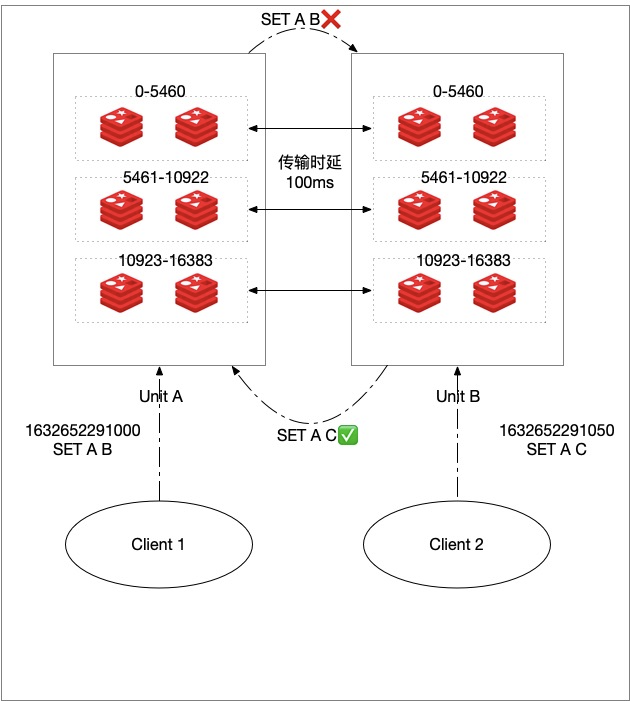 SET A B❌
0-5460
0-5460
传输时延
100ms
5461-10922
5461-10922
10923-16383
10923-16383
Unit A
Unit B
1632652291000
SET A B
SET A C✅
1632652291050
SET A C
Client 1
Client 2